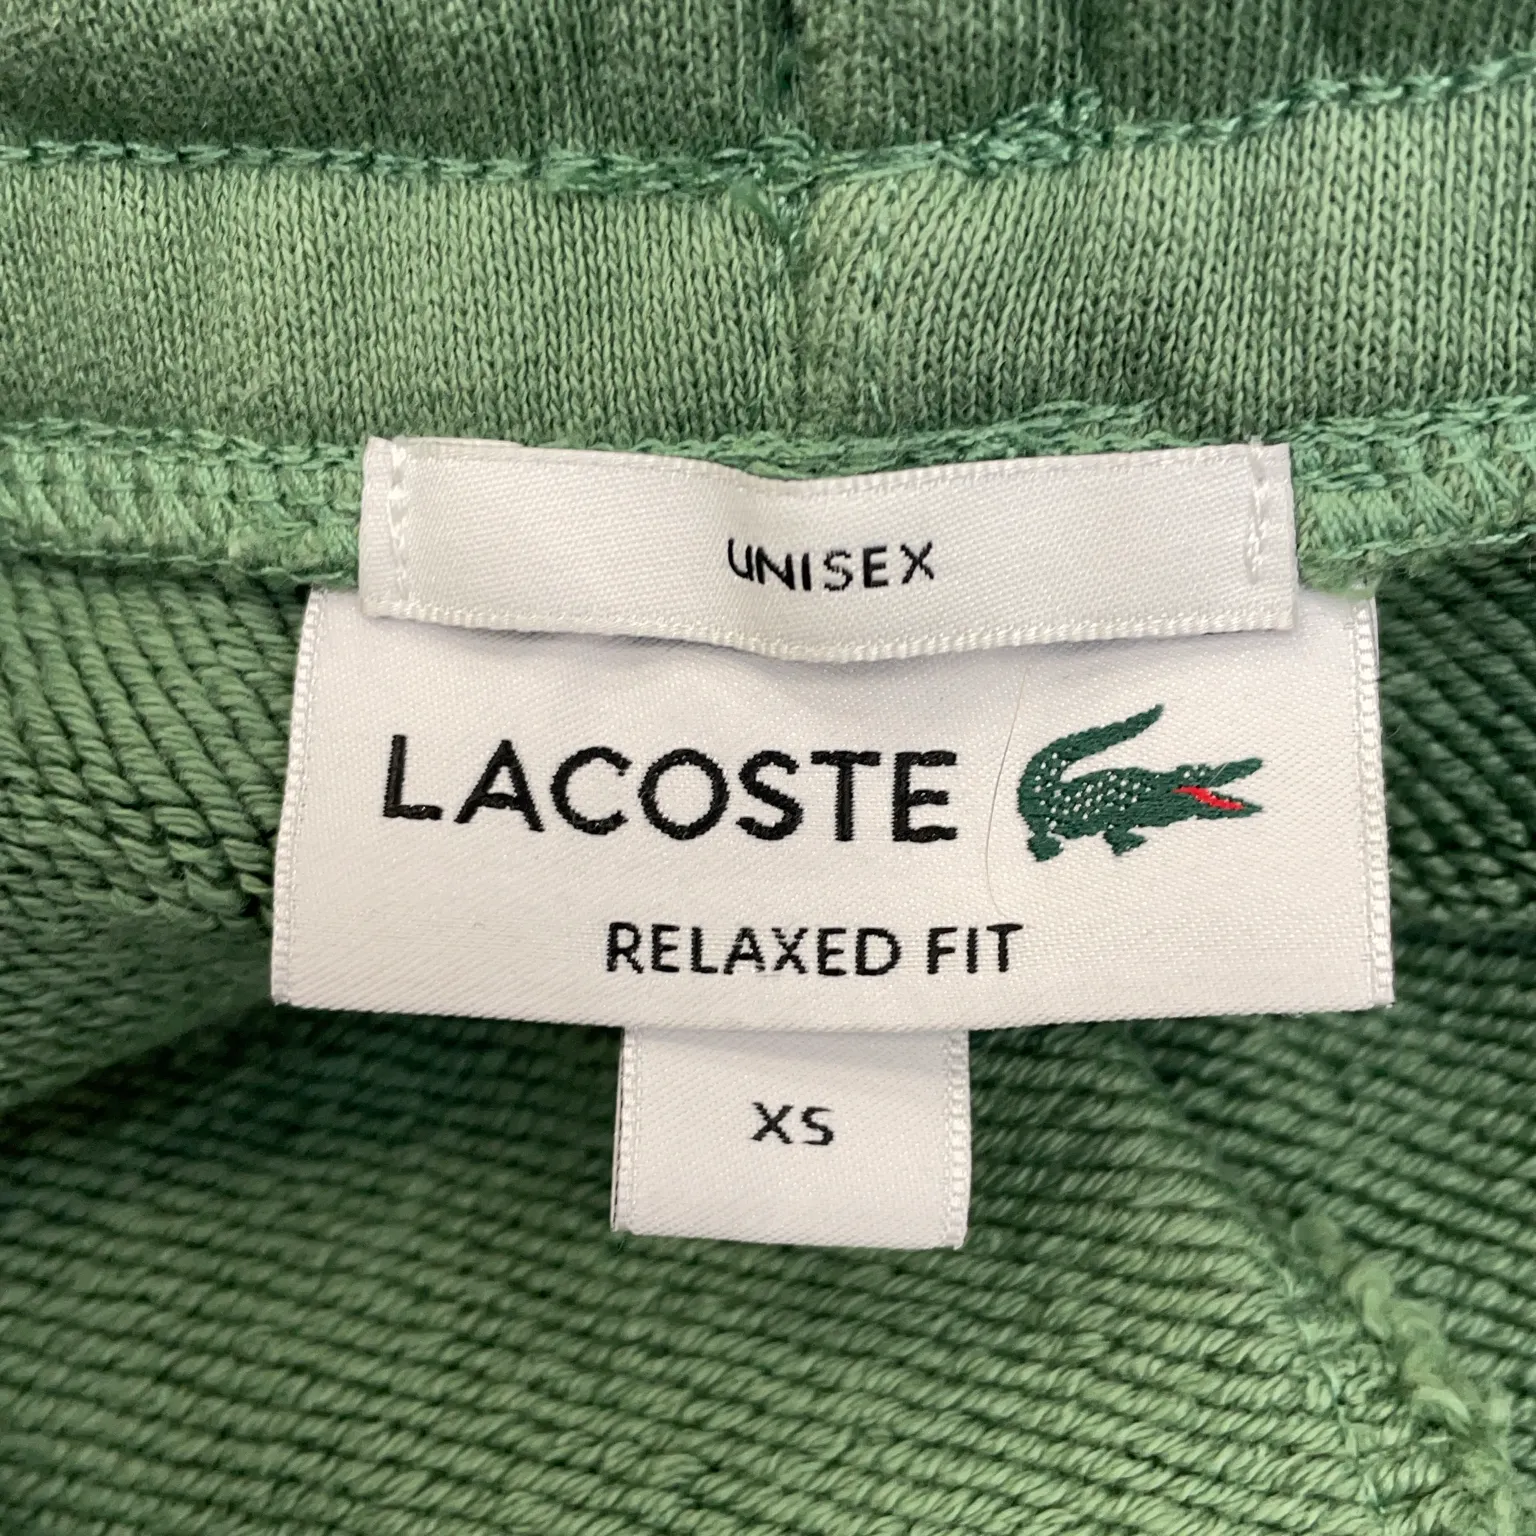 UNISEX
LACOSTE
RELAXED FIT
XS